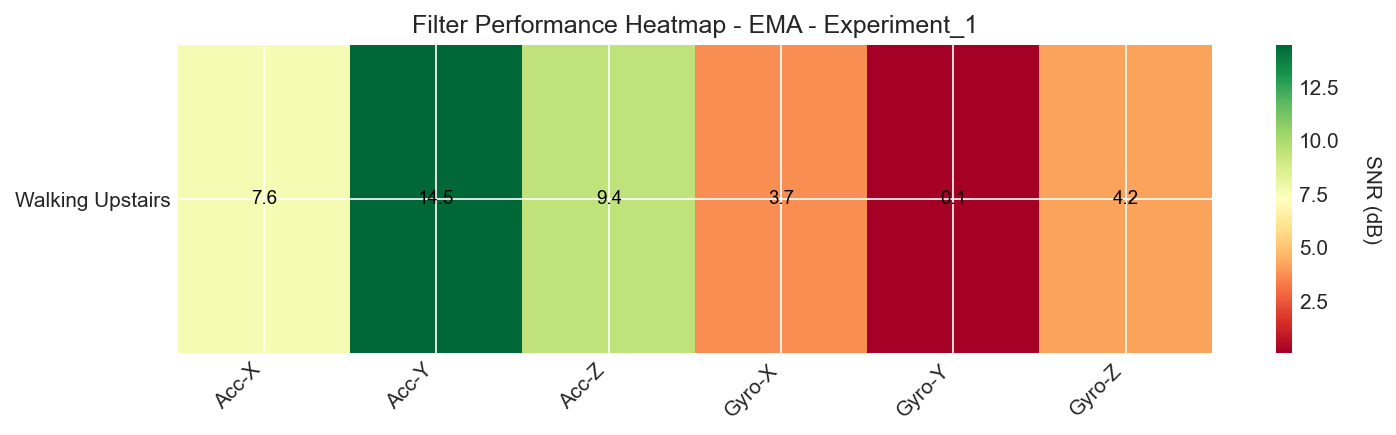 Filter Performance Heatmap - EMA - Experiment_1
Walking Upstairs
7.6 14.5 9.4 3.7 0.1 4.2
Acc-X Acc-Y Acc-Z Gyro-X Gyro-Y Gyro-Z
12.5
10.0
7.5
5.0
2.5
SNR (dB)